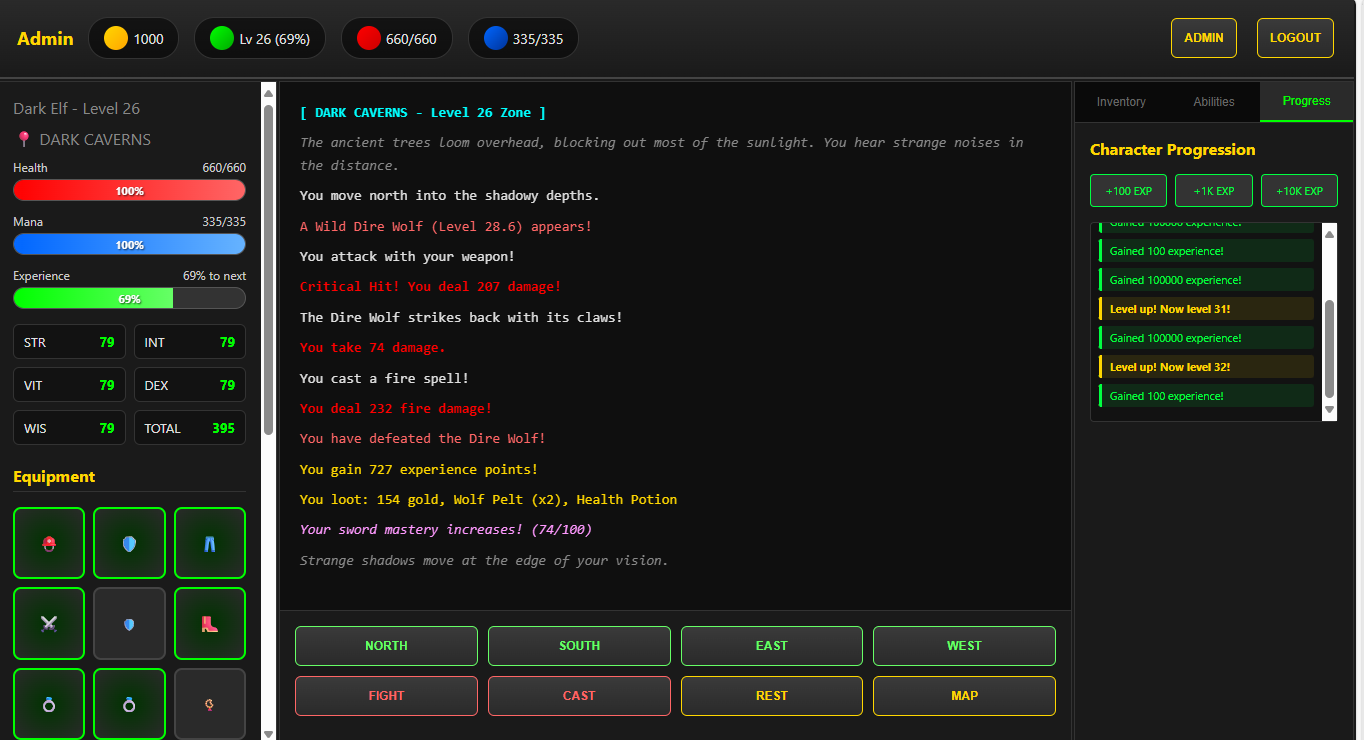 Admin
1000
Lv 26 (69%)
660/660
335/335
ADMIN
LOGOUT
Dark Elf - Level 26
DARK CAVERNS
Health 660/660
100%
Mana 335/335
100%
Experience 69% to next
69%
STR 79 INT 79
VIT 79 DEX 79
WIS 79 TOTAL 395
Equipment
[ DARK CAVERNS - Level 26 Zone ]
The ancient trees loom overhead, blocking out most of the sunlight. You hear strange noises in
the distance.
You move north into the shadowy depths.
A Wild Dire Wolf (Level 28.6) appears!
You attack with your weapon!
Critical Hit! You deal 207 damage!
The Dire Wolf strikes back with its claws!
You take 74 damage.
You cast a fire spell!
You deal 232 fire damage!
You have defeated the Dire Wolf!
You gain 727 experience points!
You loot: 154 gold, Wolf Pelt (x2), Health Potion
Your sword mastery increases! (74/100)
Strange shadows move at the edge of your vision.
NORTH SOUTH EAST WEST
FIGHT CAST REST MAP
Inventory Abilities Progress
Character Progression
+100 EXP +1K EXP +10K EXP
Gained 100000 experience!
Gained 100 experience!
Gained 100000 experience!
Level up! Now level 31!
Gained 100000 experience!
Level up! Now level 32!
Gained 100 experience!